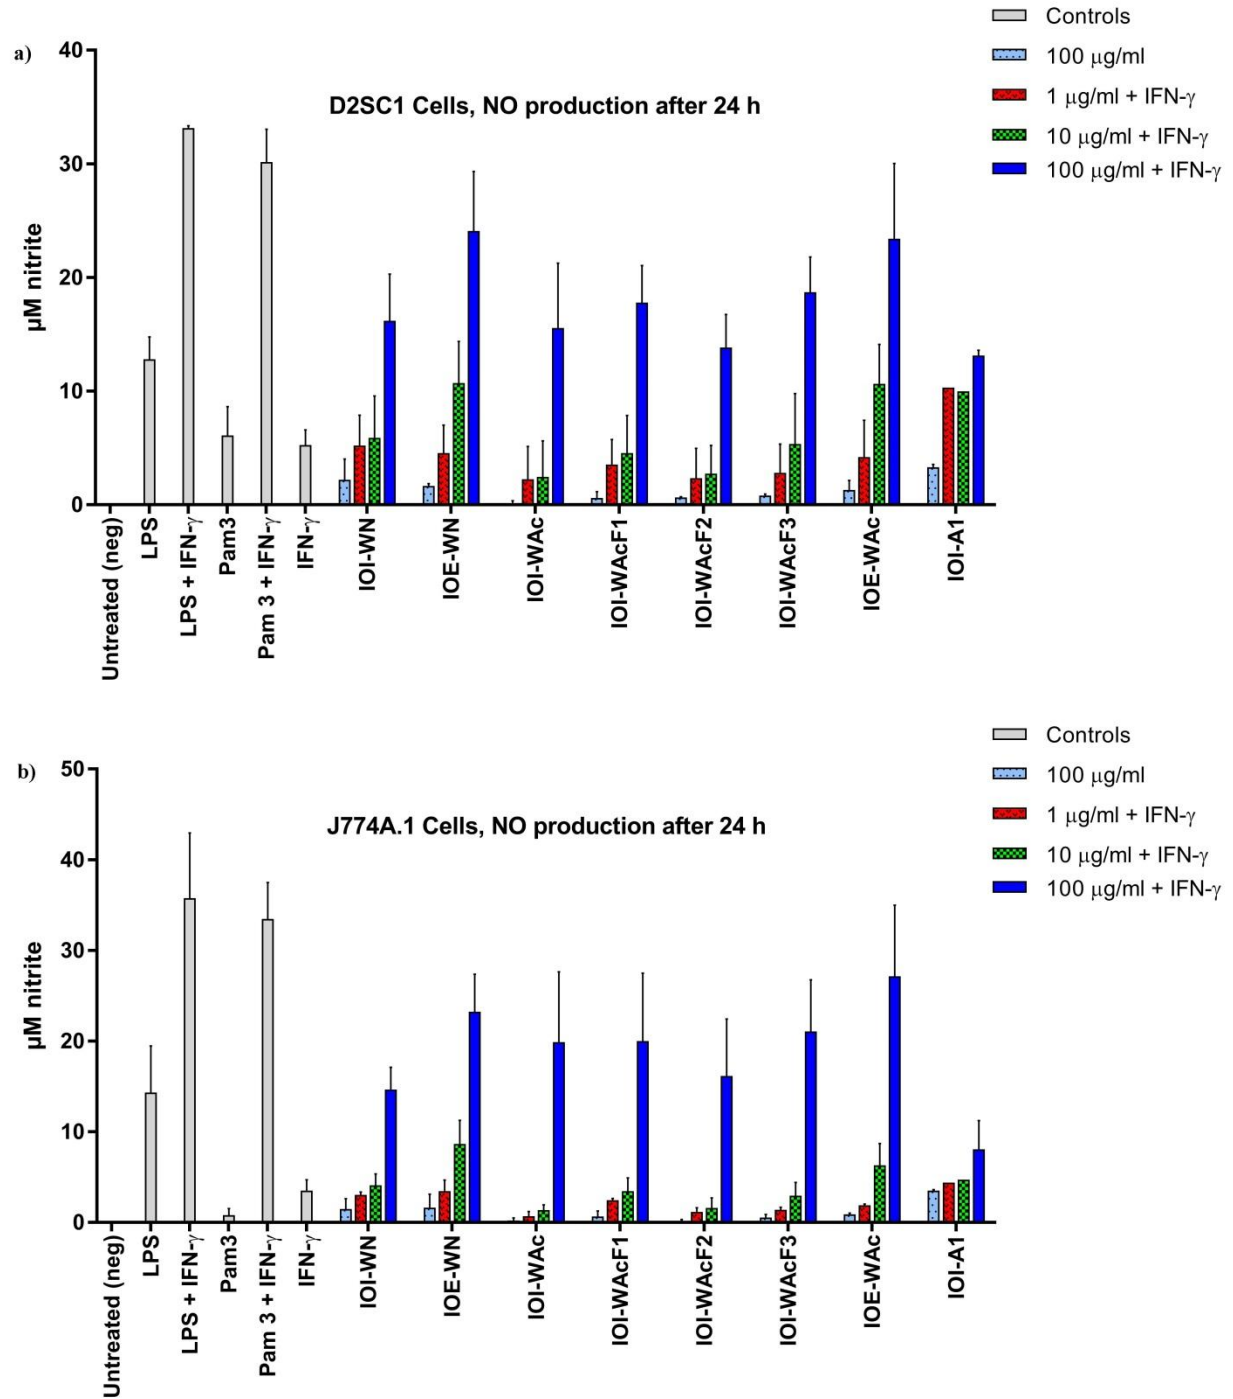 Controls
100 μg/ml
1 μg/ml + IFN-γ
10 μg/ml + IFN-γ
100 μg/ml + IFN-γ
a)
D2SC1 Cells, NO production after 24 h
μM nitrite
40
30
20
10
0
Untreated (neg)
LPS
LPS + IFN-γ
Pam3
Pam 3 + IFN-γ
IFN-γ
IOI-WN
IOE-WN
IOI-WAc
IOI-WAcF1
IOI-WAcF2
IOI-WAcF3
IOE-WAc
IOI-A1
Controls
100 μg/ml
1 μg/ml + IFN-γ
10 μg/ml + IFN-γ
100 μg/ml + IFN-γ
b)
J774A.1 Cells, NO production after 24 h
μM nitrite
50
40
30
20
10
0
Untreated (neg)
LPS
LPS + IFN-γ
Pam3
Pam 3 + IFN-γ
IFN-γ
IOI-WN
IOE-WN
IOI-WAc
IOI-WAcF1
IOI-WAcF2
IOI-WAcF3
IOE-WAc
IOI-A1